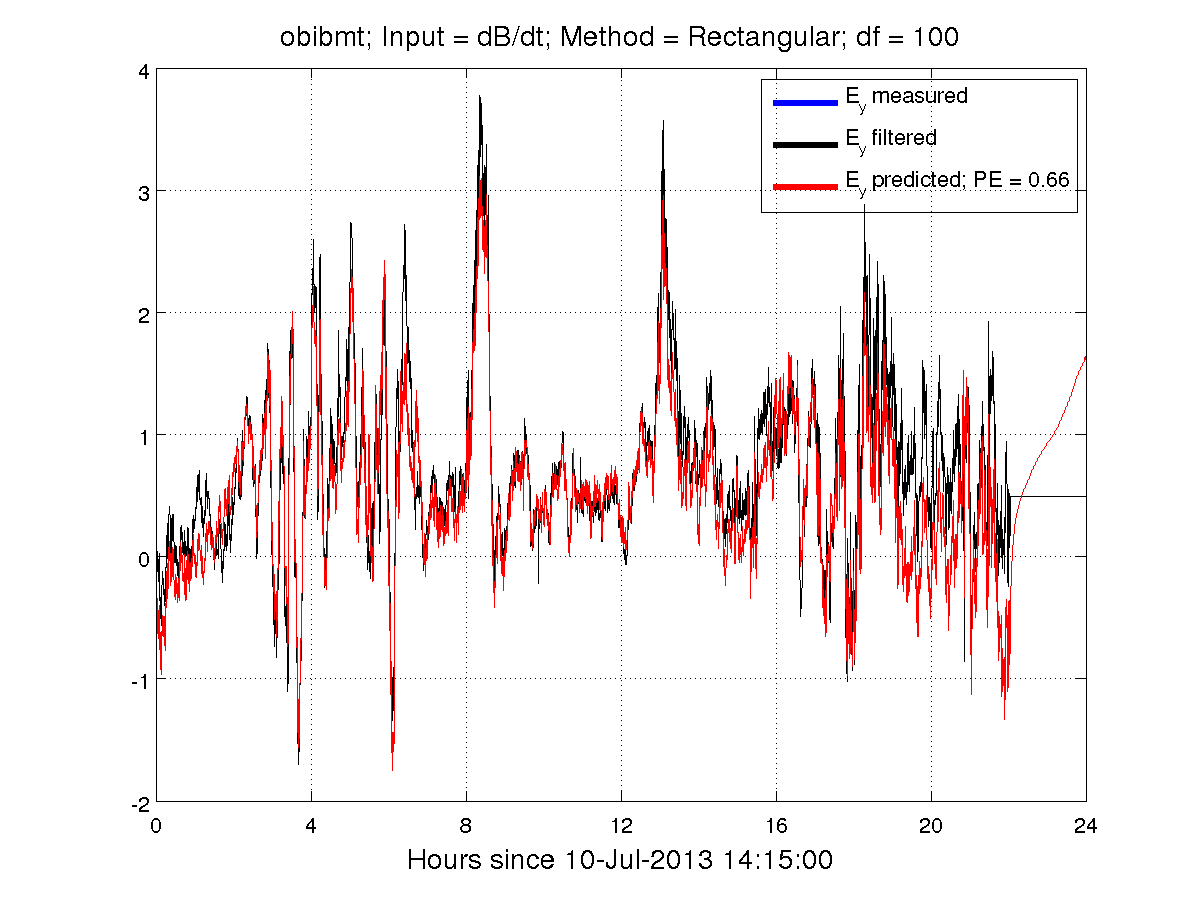 obibmt; Input = dB/dt; Method = Rectangular; df = 100
E_y measured
E_y filtered
E_y predicted; PE = 0.66
4
3
2
1
0
-1
-2
0 4 8 12 16 20 24
Hours since 10-Jul-2013 14:15:00